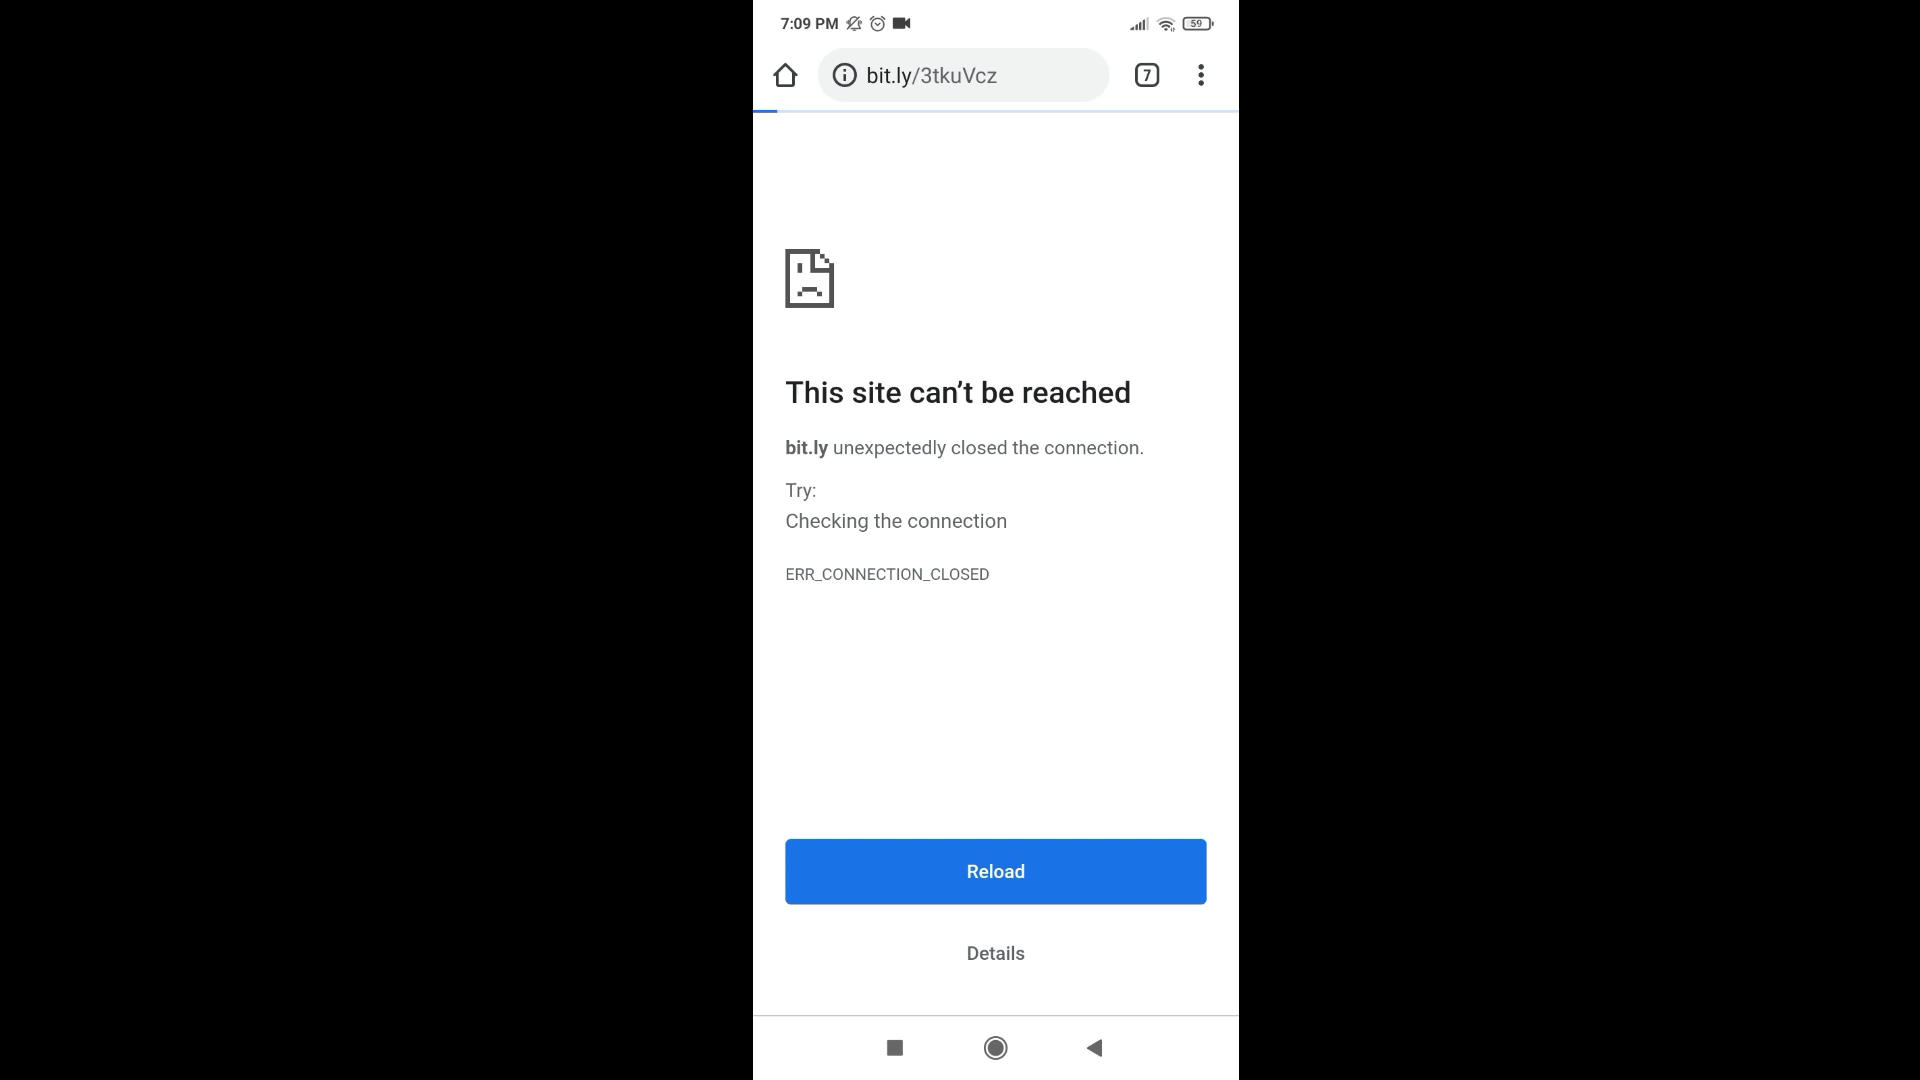 7:09 PM
59
bit.ly/3tkuVcz
7
This site can’t be reached
bit.ly unexpectedly closed the connection.
Try:
Checking the connection
ERR_CONNECTION_CLOSED
Reload
Details